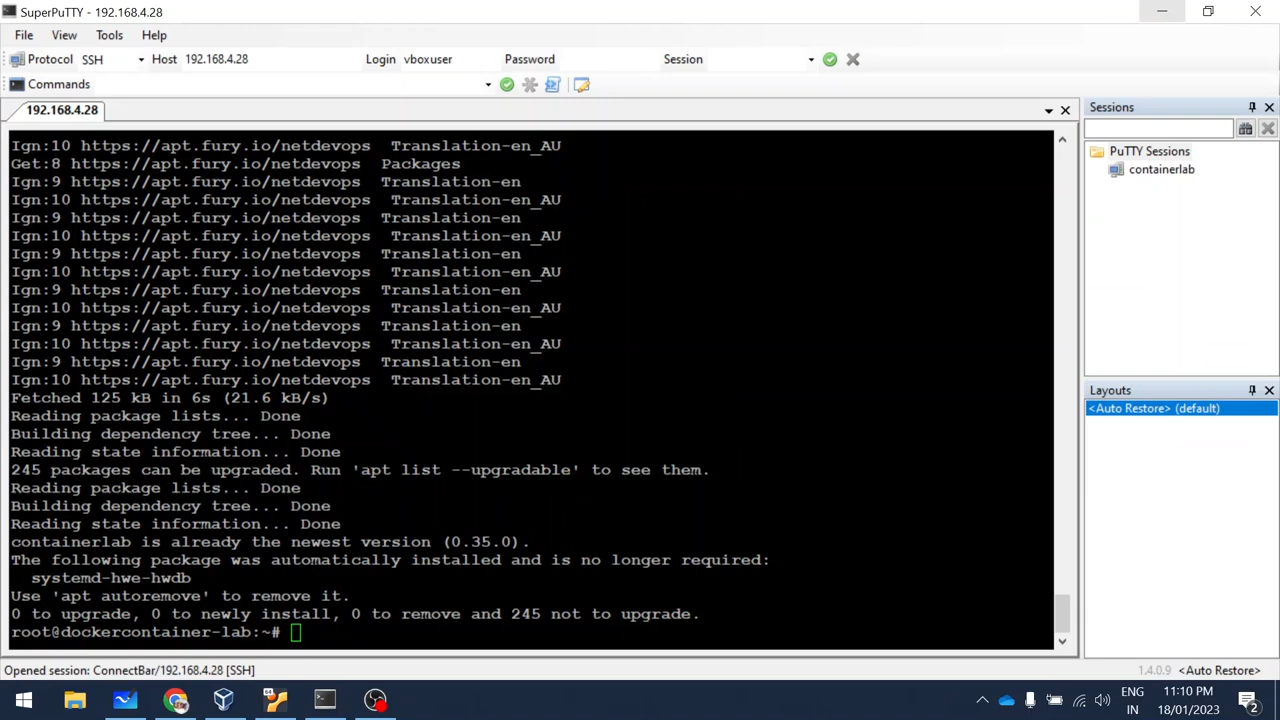 SuperPuTTY - 192.168.4.28
File View Tools Help
Protocol SSH Host 192.168.4.28 Login vboxuser Password Session
Commands
192.168.4.28
Ign:10 https://apt.fury.io/netdevops  Translation-en_AU
Get:8 https://apt.fury.io/netdevops  Packages
Ign:9 https://apt.fury.io/netdevops  Translation-en
Ign:10 https://apt.fury.io/netdevops  Translation-en_AU
Ign:9 https://apt.fury.io/netdevops  Translation-en
Ign:10 https://apt.fury.io/netdevops  Translation-en_AU
Ign:9 https://apt.fury.io/netdevops  Translation-en
Ign:10 https://apt.fury.io/netdevops  Translation-en_AU
Ign:9 https://apt.fury.io/netdevops  Translation-en
Ign:10 https://apt.fury.io/netdevops  Translation-en_AU
Ign:9 https://apt.fury.io/netdevops  Translation-en
Ign:10 https://apt.fury.io/netdevops  Translation-en_AU
Ign:9 https://apt.fury.io/netdevops  Translation-en
Ign:10 https://apt.fury.io/netdevops  Translation-en_AU
Fetched 125 kB in 6s (21.6 kB/s)
Reading package lists... Done
Building dependency tree... Done
Reading state information... Done
245 packages can be upgraded. Run 'apt list --upgradable' to see them.
Reading package lists... Done
Building dependency tree... Done
Reading state information... Done
containerlab is already the newest version (0.35.0).
The following package was automatically installed and is no longer required:
systemd-hwe-hwdb
Use 'apt autoremove' to remove it.
0 to upgrade, 0 to newly install, 0 to remove and 245 not to upgrade.
root@dockercontainer-lab:~#
Sessions
PuTTY Sessions
containerlab
Layouts
<Auto Restore> (default)
Opened session: ConnectBar/192.168.4.28 [SSH]
1.4.0.9 <Auto Restore>
ENG
IN
11:10 PM
18/01/2023
2